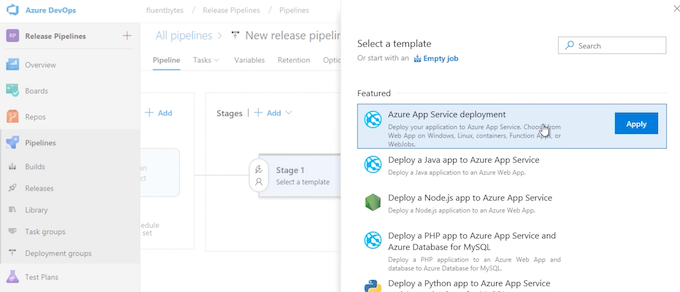 Azure DevOps
fluentbytes / Release Pipelines / Pipelines
RP Release Pipelines
Overview
Boards
Repos
Pipelines
Builds
Releases
Library
Task groups
Deployment groups
Test Plans
All pipelines > New release pipelin
Pipeline Tasks Variables Retention Optio
+ Add
Stages + Add
Stage 1
Select a template
set
Select a template
Or start with an Empty job
Search
Featured
Azure App Service deployment
Deploy your application to Azure App Service. Choose from
Web App on Windows, Linux, containers, Function Apps, or
WebJobs.
Apply
Deploy a Java app to Azure App Service
Deploy a Java application to an Azure Web App.
Deploy a Node.js app to Azure App Service
Deploy a Node.js application to an Azure Web App.
Deploy a PHP app to Azure App Service and
Azure Database for MySQL
Deploy a PHP application to an Azure Web App and
database to Azure Database for MySQL.
Deploy a Python app to Azure App Service